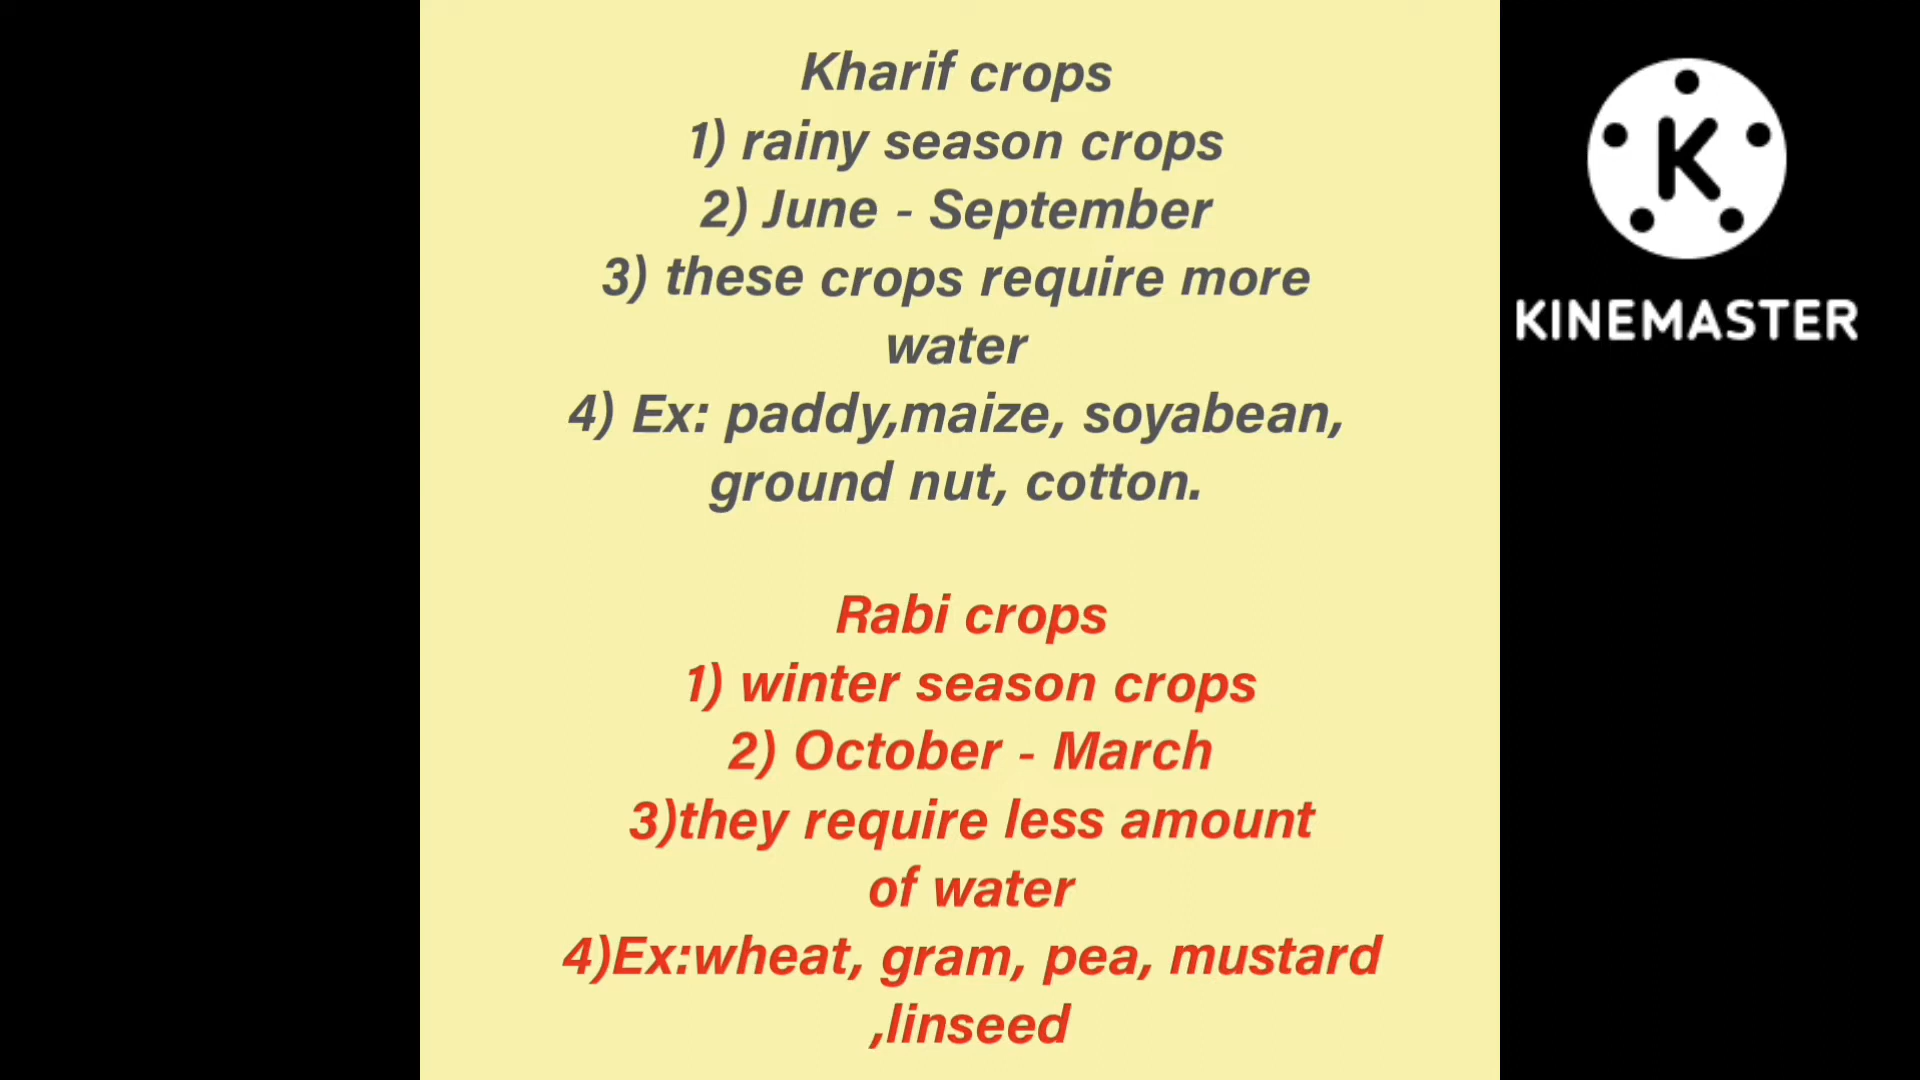 Kharif crops
1) rainy season crops
2) June - September
3) these crops require more
water
4) Ex: paddy,maize, soyabean,
ground nut, cotton.
Rabi crops
1) winter season crops
2) October - March
3)they require less amount
of water
4)Ex:wheat, gram, pea, mustard
,linseed
K
KINEMASTER